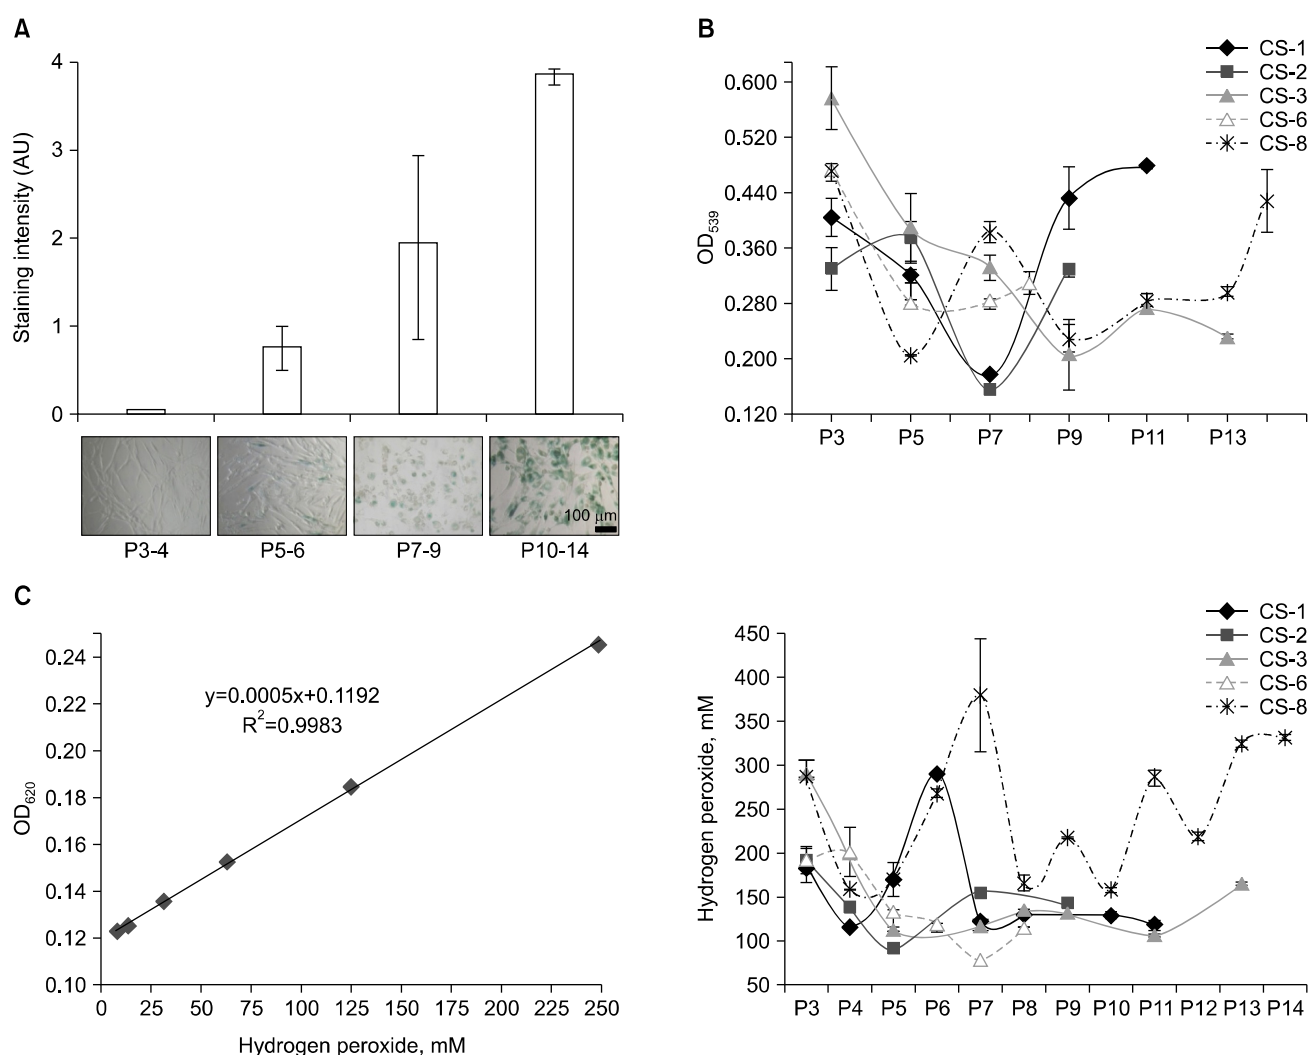 A
4
3
2
1
0
Staining intensity (AU)
100 µm
P3-4 P5-6 P7-9 P10-14
B
CS-1
CS-2
CS-3
CS-6
CS-8
0.600
0.520
0.440
0.360
0.280
0.200
0.120
OD539
P3 P5 P7 P9 P11 P13
C
0.24
0.22
0.20
0.18
0.16
0.14
0.12
0.10
OD620
y=0.0005x+0.1192
R²=0.9983
0 25 50 75 100 125 150 175 200 225 250
Hydrogen peroxide, mM
CS-1
CS-2
CS-3
CS-6
CS-8
450
400
350
300
250
200
150
100
50
Hydrogen peroxide, mM
P3 P4 P5 P6 P7 P8 P9 P10 P11 P12 P13 P14